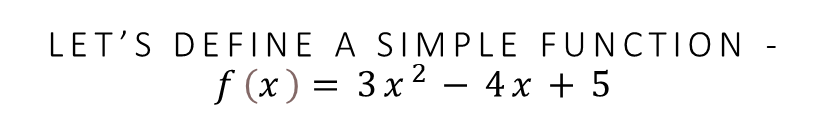 LET'S DEFINE A SIMPLE FUNCTION -
f (x) = 3x² − 4x + 5